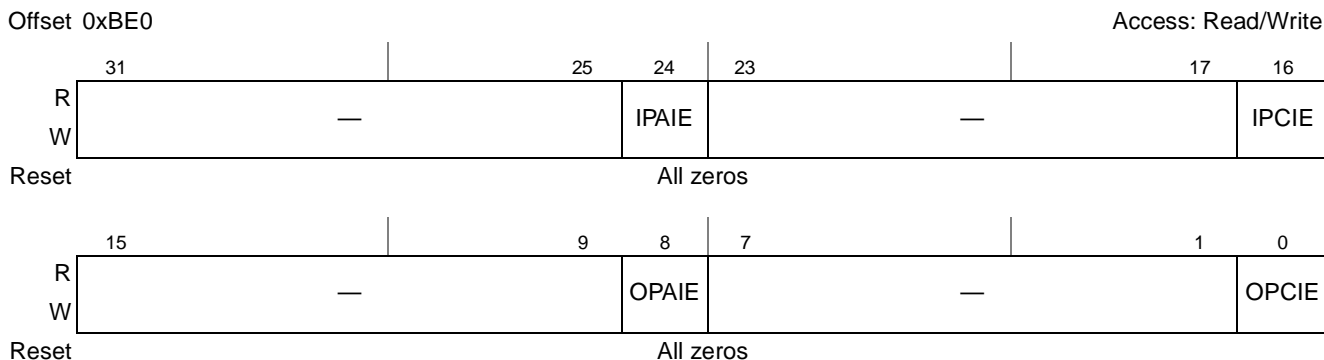 Offset 0xBE0 Access: Read/Write
31 25 24 23 17 16
R
W
— IPAIE — IPCIE
Reset All zeros
15 9 8 7 1 0
R
W
— OPAIE — OPCIE
Reset All zeros